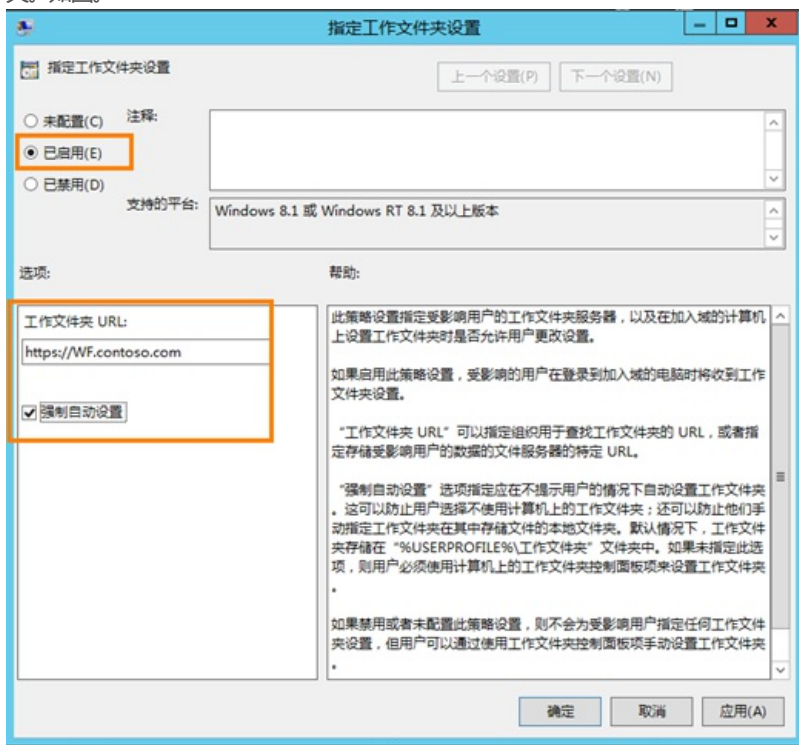 指定工作文件夹设置
指定工作文件夹设置
上一个设置(P)
下一个设置(N)
未配置(C)
注释:
已启用(E)
已禁用(D)
支持的平台:
Windows 8.1 或 Windows RT 8.1 及以上版本
选项:
帮助:
工作文件夹 URL:
https://WF.contoso.com
强制自动设置
此策略设置指定受影响用户的工作文件夹服务器，以及在加入域的计算机
上设置工作文件夹时是否允许用户更改设置。
如果启用此策略设置，受影响的用户在登录到加入域的电脑时将收到工作
文件夹设置。
“工作文件夹 URL”可以指定组织用于查找工作文件夹的 URL，或者指
定存储受影响用户的数据的文件服务器的特定 URL。
“强制自动设置”选项指定应在不提示用户的情况下自动设置工作文件夹
。这可以防止用户选择不使用计算机上的工作文件夹；还可以防止他们手
动指定工作文件夹在其中存储文件的本地文件夹。默认情况下，工作文件
夹存储在“%USERPROFILE%\工作文件夹”文件夹中。如果未指定此选
项，则用户必须使用计算机上的工作文件夹控制面板项来设置工作文件夹
。
如果禁用或者未配置此策略设置，则不会为受影响用户指定任何工作文件
夹设置，但用户可以通过使用工作文件夹控制面板项手动设置工作文件夹
。
确定
取消
应用(A)